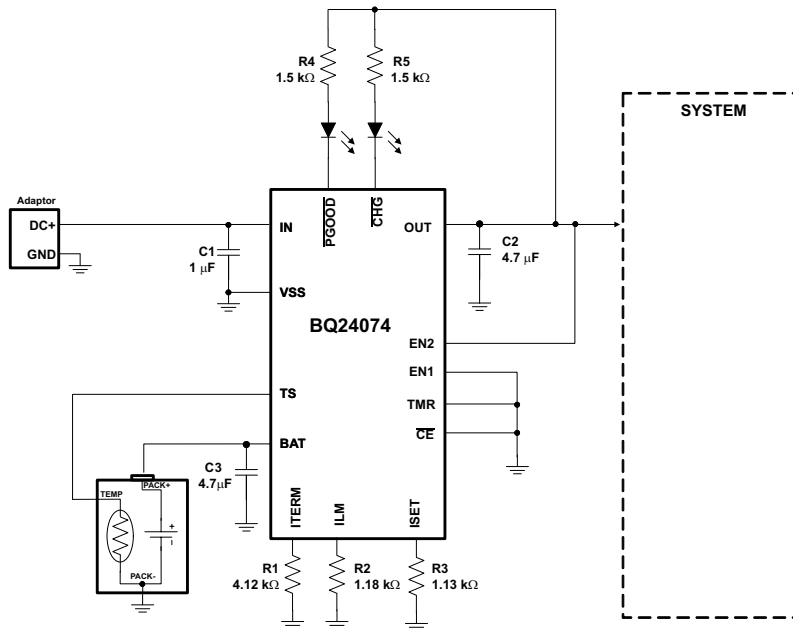 R4
1.5 kΩ
R5
1.5 kΩ
SYSTEM
Adaptor
DC+
GND
C1
1 μF
IN
PGOOD
CHG
OUT
C2
4.7 μF
VSS
BQ24074
EN2
EN1
TMR
CE
TS
BAT
C3
4.7μF
PACK+
TEMP
+
-
PACK-
ITERM
ILM
ISET
R1
4.12 kΩ
R2
1.18 kΩ
R3
1.13 kΩ